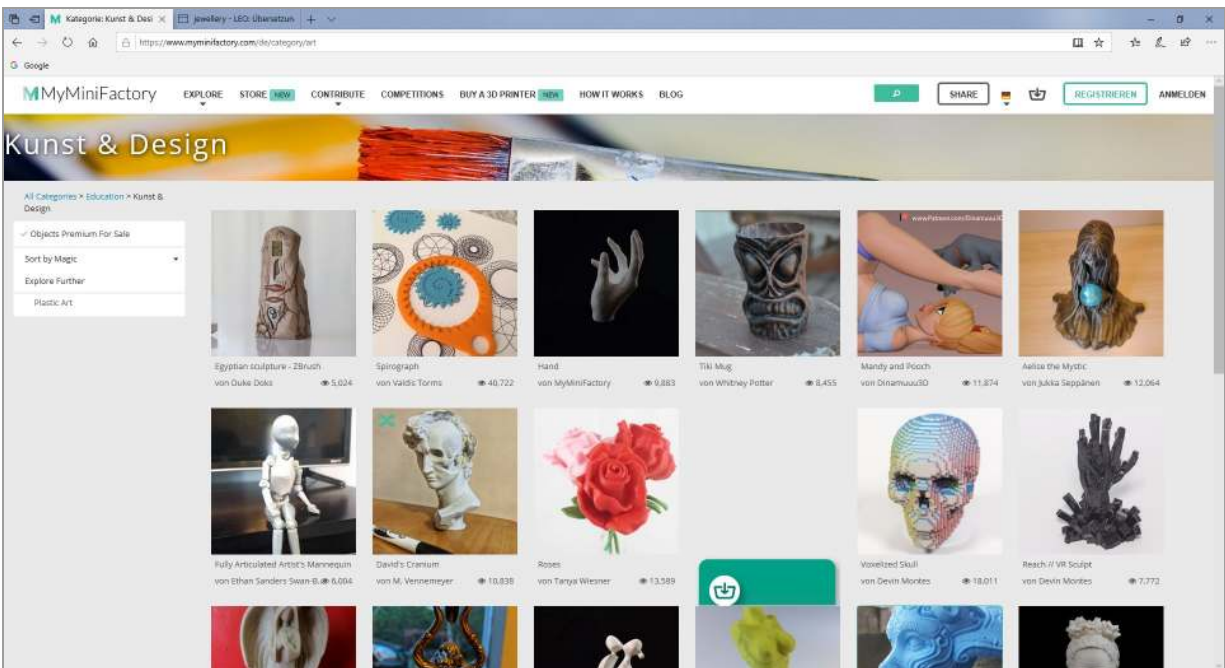 Kategorie: Kunst & Desi
jewellery - LEO: Übersetzun
https://www.myminifactory.com/de/category/art
Google
MyMiniFactory
EXPLORE
STORE NEW
CONTRIBUTE
COMPETITIONS
BUY A 3D PRINTER NEW
HOW IT WORKS
BLOG
SHARE
REGISTRIEREN
ANMELDEN
Kunst & Design
All Categories > Education > Kunst &
Design
Objects Premium For Sale
Sort by Magic
Explore Further
Plastic Art
www.Patreon.com/Dinamuuu3D
Egyptian sculpture - ZBrush
von Duke Doks 5,024
Spirograph
von Valdis Torms 40,722
Hand
von MyMiniFactory 9,883
Tiki Mug
von Whitney Potter 8,455
Mandy and Pooch
von Dinamuuu3D 11,874
Aelise the Mystic
von Jukka Seppänen 12,064
Fully Articulated Artist's Mannequin
von Ethan Sanders Swan-B. 6,004
David's Cranium
von M. Vennemeyer 10,838
Roses
von Tanya Wiesner 13,589
Voxelized Skull
von Devin Montes 18,011
Reach // VR Sculpt
von Devin Montes 7,772